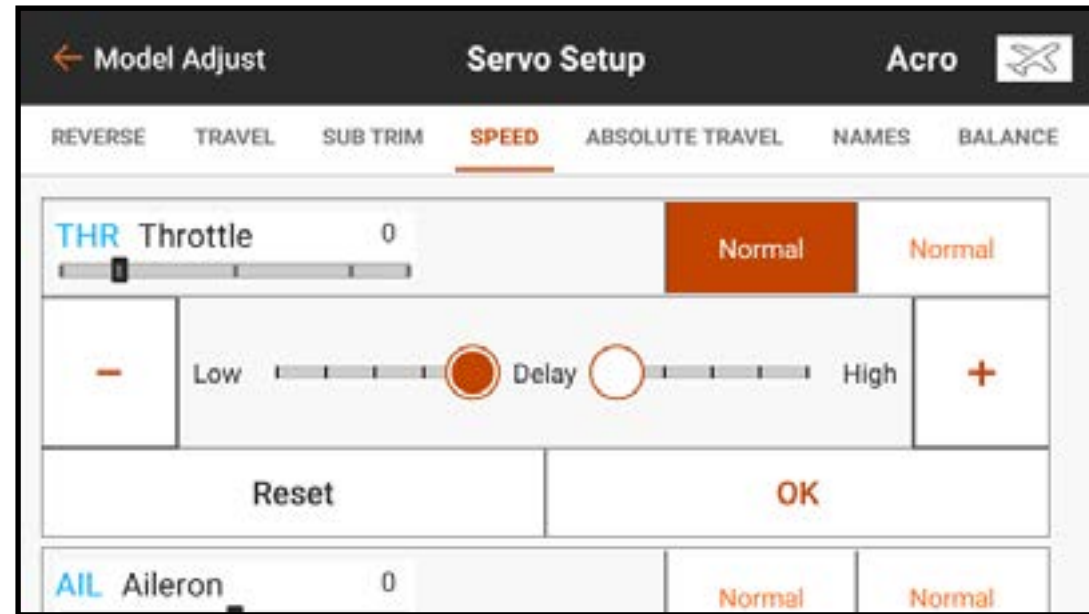 Model Adjust Servo Setup Acro
REVERSE TRAVEL SUB TRIM SPEED ABSOLUTE TRAVEL NAMES BALANCE
THR Throttle 0 Normal Normal
− Low Delay High +
Reset OK
AIL Aileron 0 Normal Normal